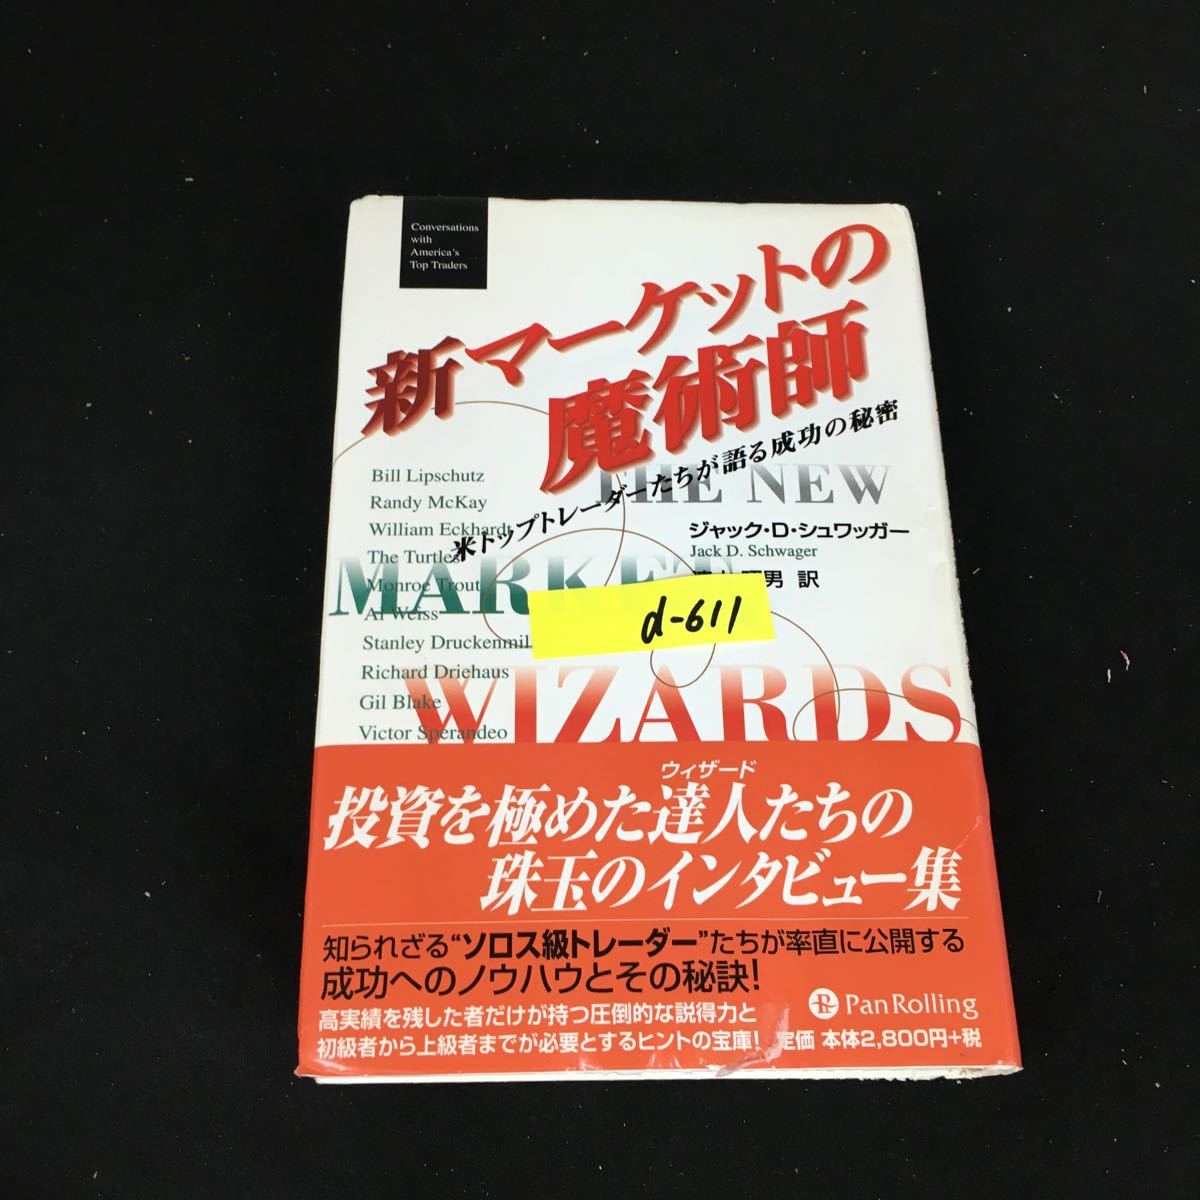 Conversations
with
America's
Top Traders
新マーケットの
魔術師
米トップトレーダーたちが語る成功の秘密
THE NEW
MARKET
WIZARDS
Bill Lipschutz
Randy McKay
William Eckhardt
The Turtles
Monroe Trout
Al Weiss
Stanley Druckenmil
Richard Driehaus
Gil Blake
Victor Sperandeo
ジャック・D・シュワッガー
Jack D. Schwager
男 訳
d-611
ウィザード
投資を極めた達人たちの
珠玉のインタビュー集
知られざる“ソロス級トレーダー”たちが率直に公開する
成功へのノウハウとその秘訣!
高実績を残した者だけが持つ圧倒的な説得力と
初級者から上級者までが必要とするヒントの宝庫!
PanRolling
定価 本体2,800円+税